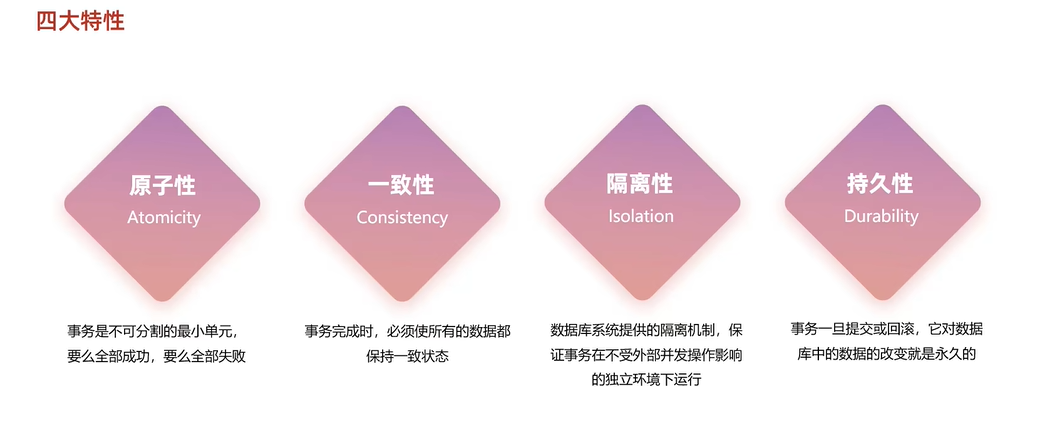 四大特性
原子性
Atomicity
事务是不可分割的最小单元，
要么全部成功，要么全部失败
一致性
Consistency
事务完成时，必须使所有的数据都
保持一致状态
隔离性
Isolation
数据库系统提供的隔离机制，保
证事务在不受外部并发操作影响
的独立环境下运行
持久性
Durability
事务一旦提交或回滚，它对数据
库中的数据的改变就是永久的